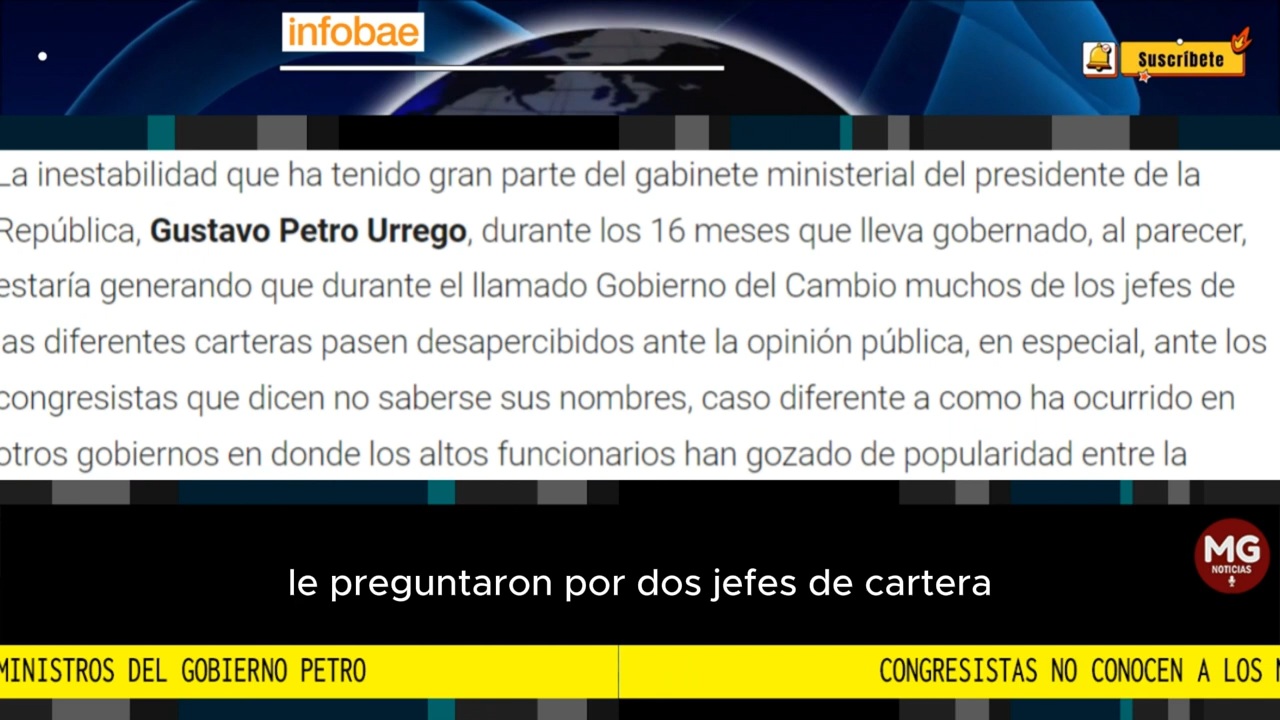 infobae
Suscríbete
La inestabilidad que ha tenido gran parte del gabinete ministerial del presidente de la
República, Gustavo Petro Urrego, durante los 16 meses que lleva gobernado, al parecer,
estaría generando que durante el llamado Gobierno del Cambio muchos de los jefes de
las diferentes carteras pasen desapercibidos ante la opinión pública, en especial, ante los
congresistas que dicen no saberse sus nombres, caso diferente a como ha ocurrido en
otros gobiernos en donde los altos funcionarios han gozado de popularidad entre la
MG
NOTICIAS
le preguntaron por dos jefes de cartera
MINISTROS DEL GOBIERNO PETRO
CONGRESISTAS NO CONOCEN A LOS